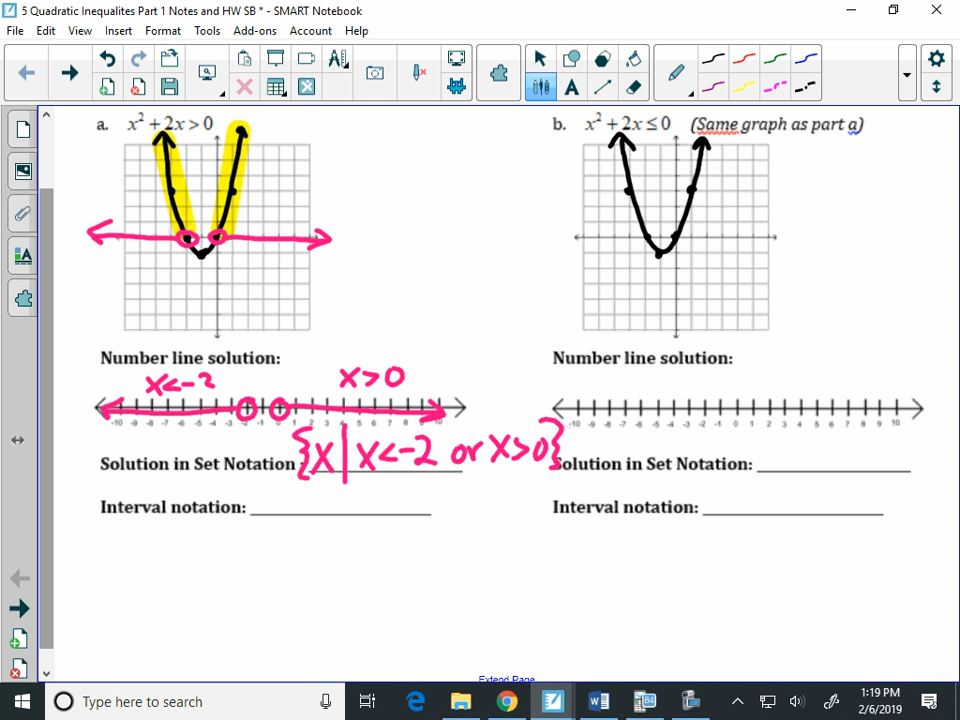 5 Quadratic Inequalites Part 1 Notes and HW SB * - SMART Notebook
File Edit View Insert Format Tools Add-ons Account Help
a. x² + 2x > 0
b. x² + 2x ≤ 0 (Same graph as part a)
Number line solution:
Number line solution:
x<-2 x>0
-10 -9 -8 -7 -6 -5 -4 -3 -2 -1 0 1 2 3 4 5 6 7 8 9 10
-10 -9 -8 -7 -6 -5 -4 -3 -2 -1 0 1 2 3 4 5 6 7 8 9 10
Solution in Set Notation: {x|x<-2 or x>0}
Solution in Set Notation:
Interval notation:
Interval notation:
Extend Page
Type here to search
1:19 PM
2/6/2019